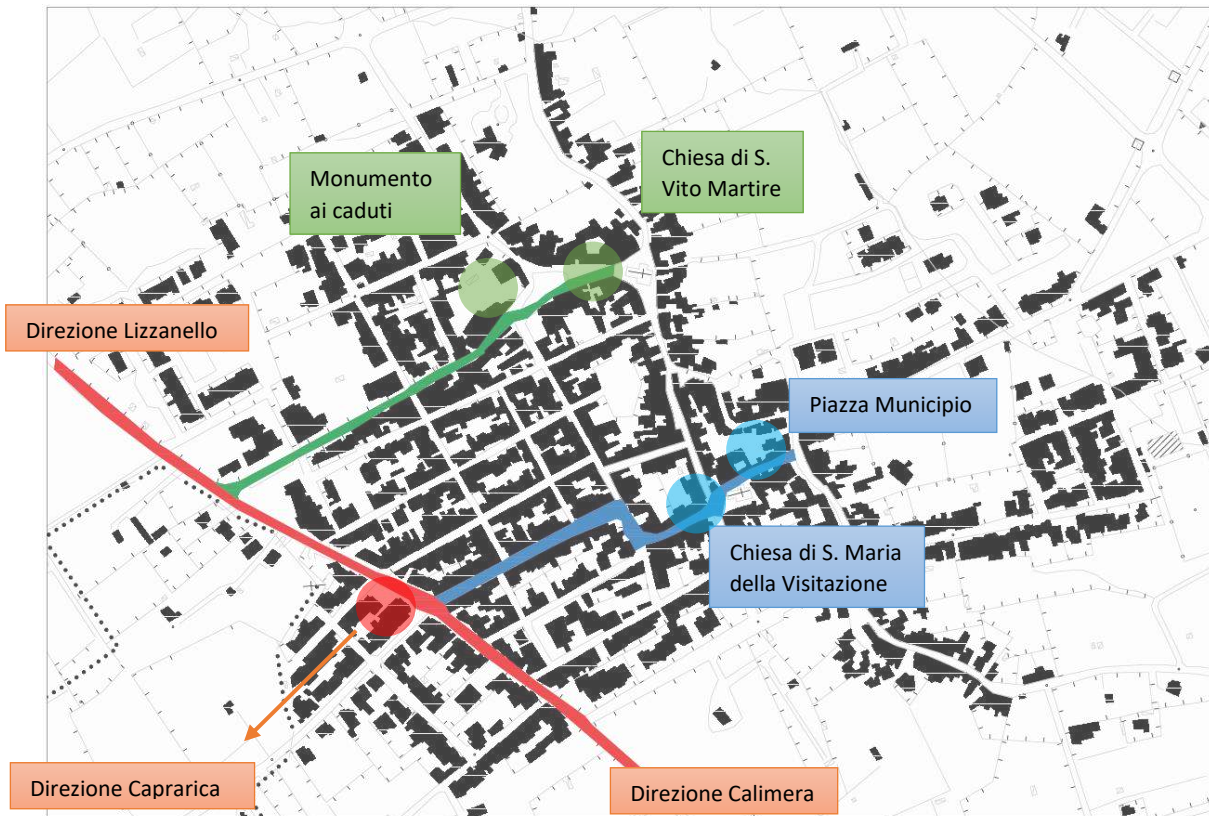 Chiesa di S.
Vito Martire
Monumento
ai caduti
Direzione Lizzanello
Piazza Municipio
Chiesa di S. Maria
della Visitazione
Direzione Caprarica
Direzione Calimera